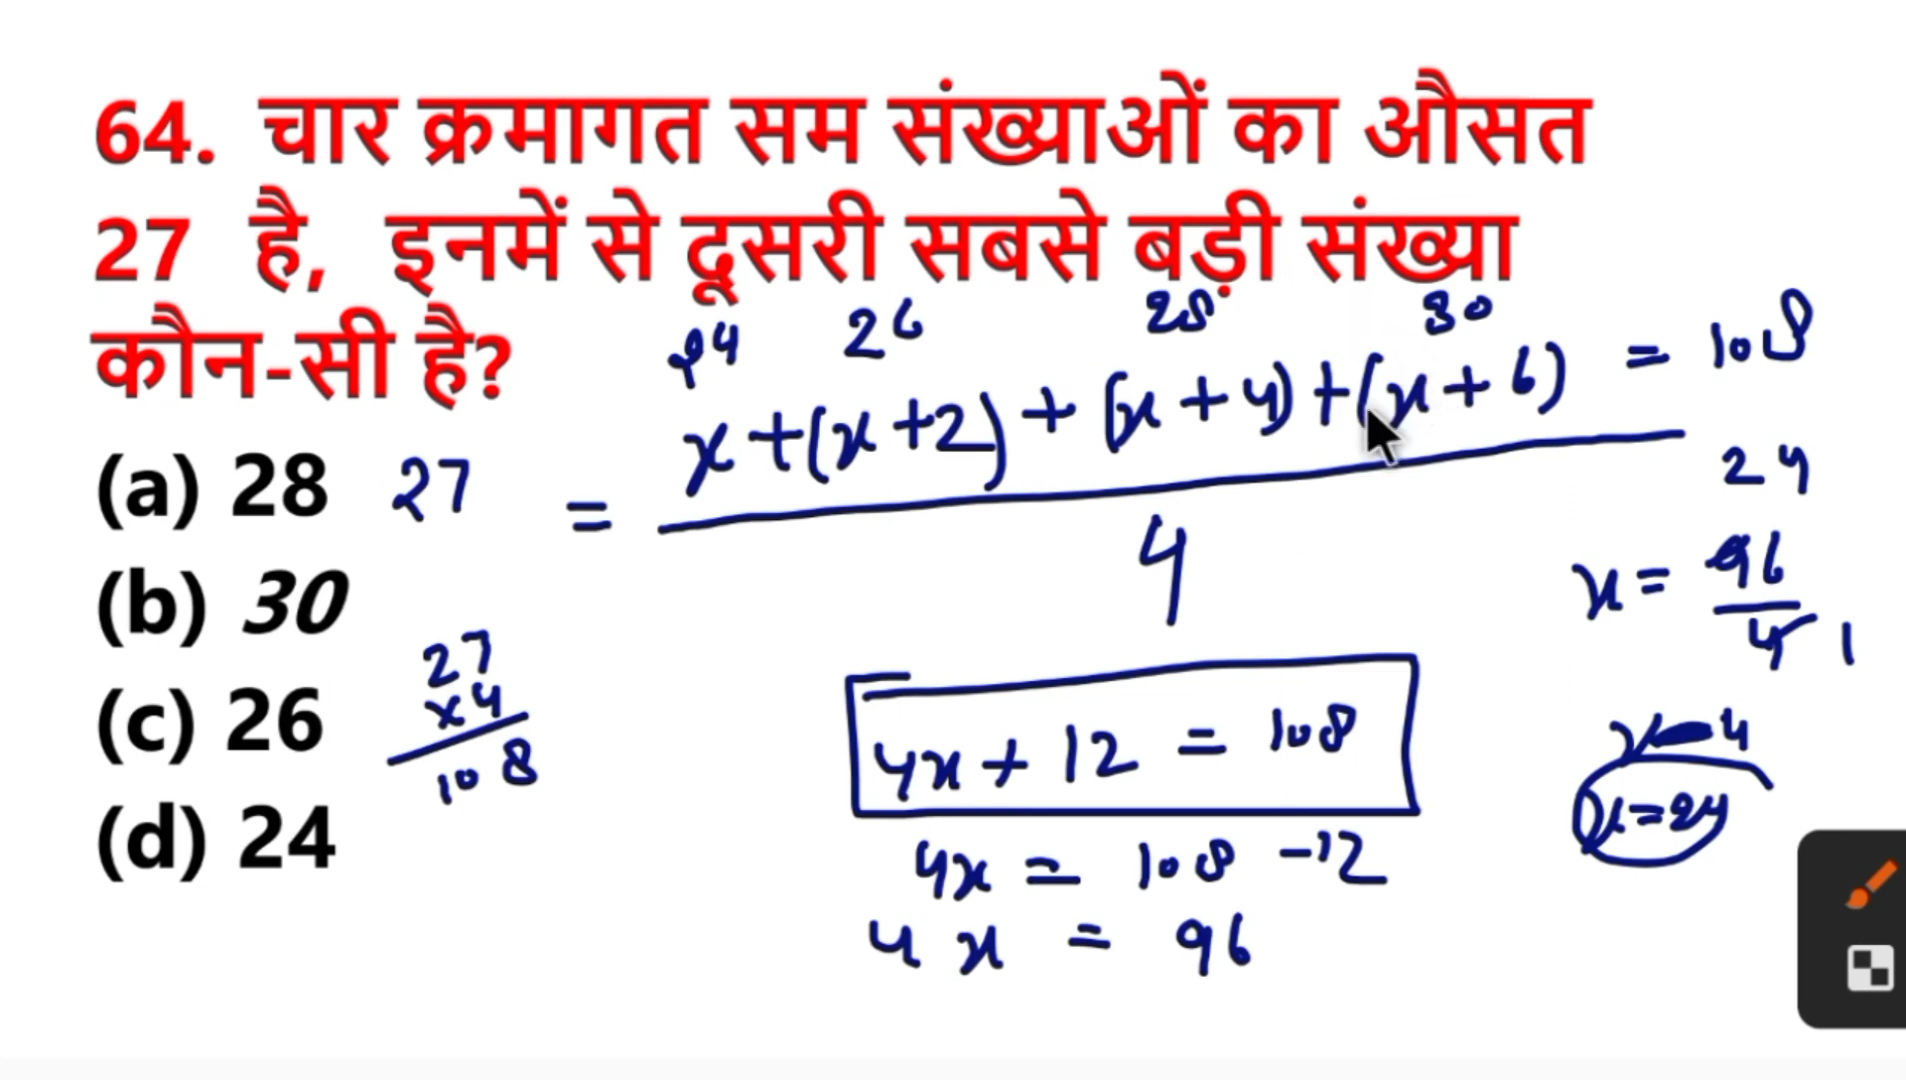 64. चार क्रमागत सम संख्याओं का औसत
27 है, इनमें से दूसरी सबसे बड़ी संख्या
कौन-सी है?
24 26 28 30
x+(x+2)+(x+4)+(x+6) = 108
(a) 28
27 =
4
(b) 30
(c) 26
(d) 24
27
x4
108
4x+12 = 108
4x = 108-12
4x = 96
24
x = 96
4 1
x=24